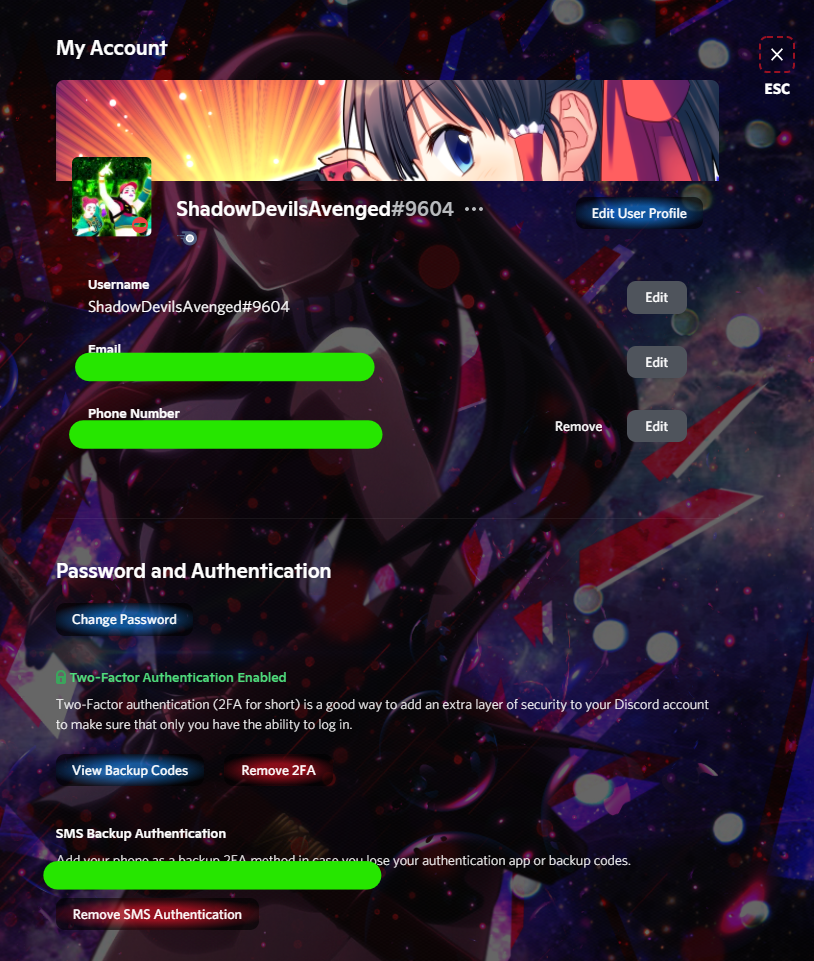 My Account
ESC
ShadowDevilsAvenged#9604
Edit User Profile
Username
ShadowDevilsAvenged#9604
Edit
Email
Edit
Phone Number
Remove
Edit
Password and Authentication
Change Password
Two-Factor Authentication Enabled
Two-Factor authentication (2FA for short) is a good way to add an extra layer of security to your Discord account
to make sure that only you have the ability to log in.
View Backup Codes
Remove 2FA
SMS Backup Authentication
Add your phone as a backup 2FA method in case you lose your authentication app or backup codes.
Remove SMS Authentication